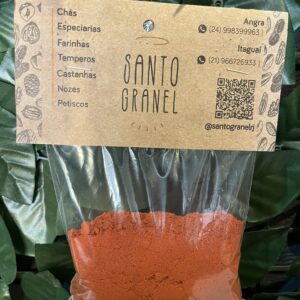 Chás
Especiarias
Farinhas
Temperos
Castanhas
Nozes
Petiscos
SANTO
GRANEL
Angra
(24) 998399963
Itaguaí
(21) 966726933
@santogranelrj